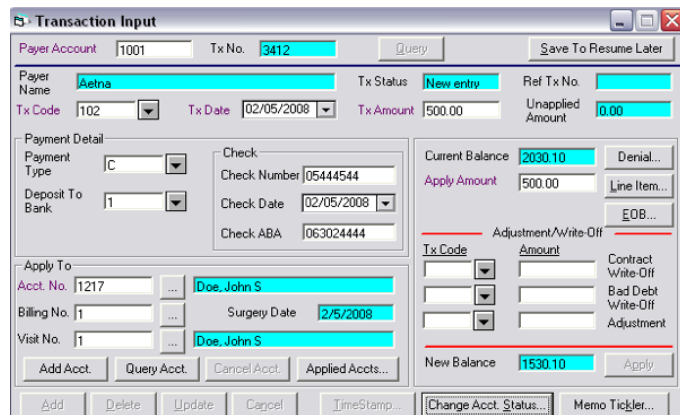 Transaction Input
Payer Account 1001 Tx No. 3412 Query Save To Resume Later
Payer Name Aetna Tx Status New entry Ref Tx No.
Tx Code 102 Tx Date 02/05/2008 Tx Amount 500.00 Unapplied Amount 0.00
Payment Detail
Payment Type C
Deposit To Bank 1
Check
Check Number 05444544
Check Date 02/05/2008
Check ABA 063024444
Current Balance 2030.10 Denial...
Apply Amount 500.00 Line Item...
EOB...
Adjustment/Write-Off
Tx Code Amount
Contract Write-Off
Bad Debt Write-Off
Adjustment
New Balance 1530.10 Apply
Apply To
Acct. No. 1217 ... Doe, John S
Billing No. 1 ... Surgery Date 2/5/2008
Visit No. 1 ... Doe, John S
Add Acct. Query Acct. Cancel Acct. Applied Accts...
Add Delete Update Cancel TimeStamp... Change Acct. Status... Memo Tickler...